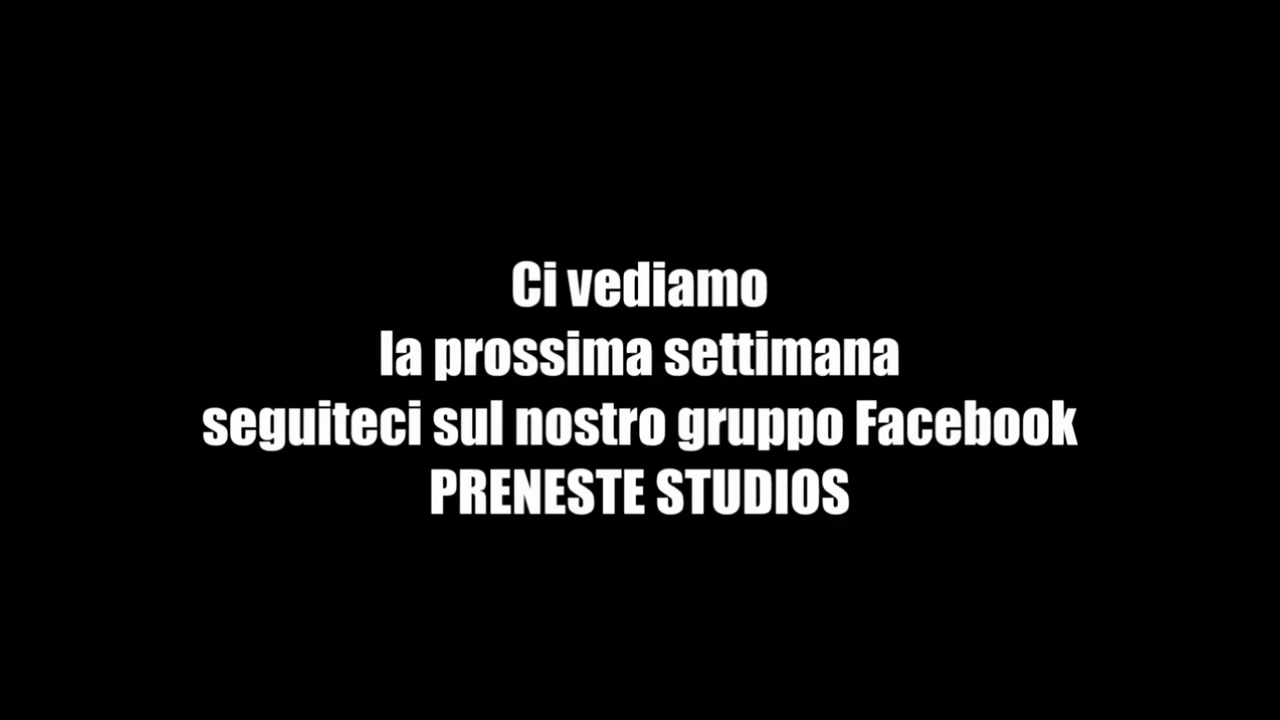 Ci vediamo
la prossima settimana
seguiteci sul nostro gruppo Facebook
PRENESTE STUDIOS